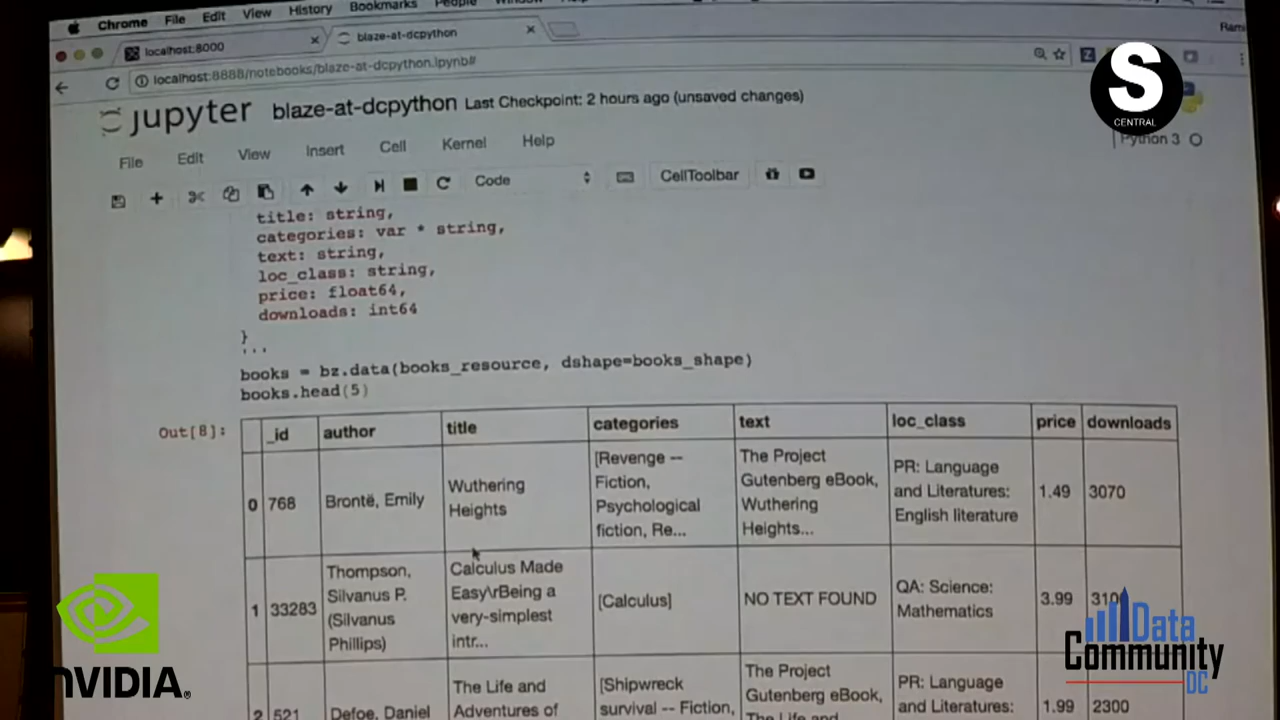 Chrome File Edit View History Bookmarks People
localhost:8000 blaze-at-dcpython
localhost:8888/notebooks/blaze-at-dcpython.ipynb#
jupyter blaze-at-dcpython Last Checkpoint: 2 hours ago (unsaved changes)
S
CENTRAL
File Edit View Insert Cell Kernel Help
Python 3
Code CellToolbar
title: string,
categories: var * string,
text: string,
loc_class: string,
price: float64,
downloads: int64
}
'''
books = bz.data(books_resource, dshape=books_shape)
books.head(5)
Out[8]:
_id author title categories text loc_class price downloads
0 768 Brontë, Emily Wuthering Heights [Revenge -- Fiction, Psychological fiction, Re... The Project Gutenberg eBook, Wuthering Heights... PR: Language and Literatures: English literature 1.49 3070
1 33283 Thompson, Silvanus P. (Silvanus Phillips) Calculus Made Easy\rBeing a very-simplest intr... [Calculus] NO TEXT FOUND QA: Science: Mathematics 3.99
2 521 Defoe, Daniel The Life and Adventures of [Shipwreck survival -- Fiction, The Project Gutenberg eBook, The Life and PR: Language and Literatures: 1.99 2300
NVIDIA.
Data
Community
DC